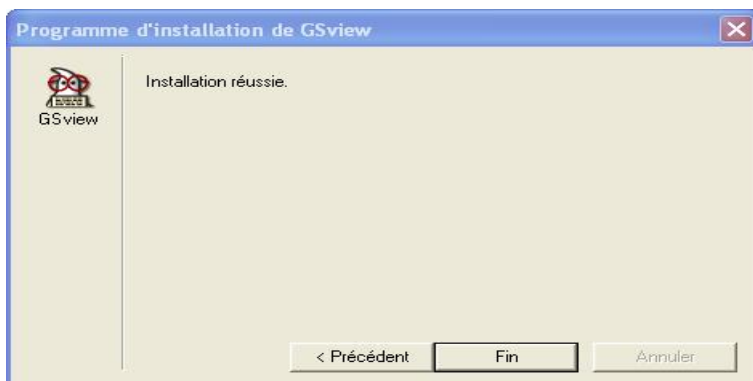 Programme d'installation de GSview
GSview
Installation réussie.
< Précédent
Fin
Annuler